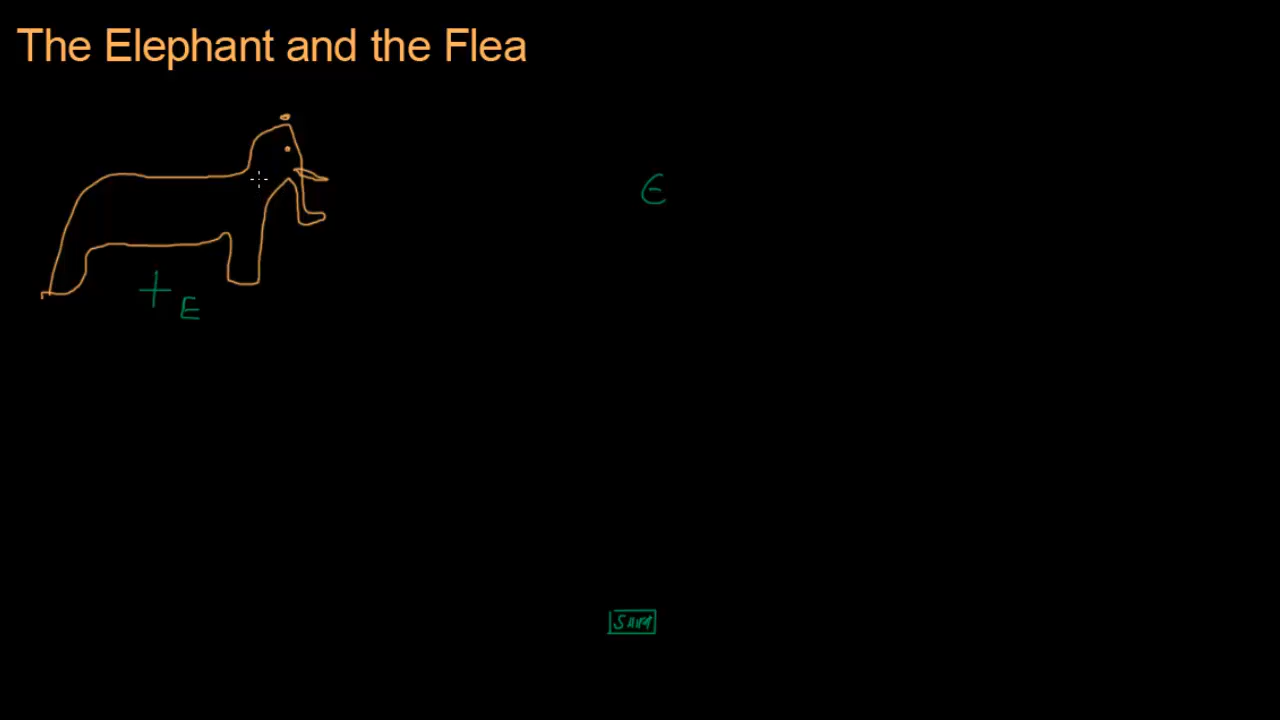 The Elephant and the Flea
∈
+ E